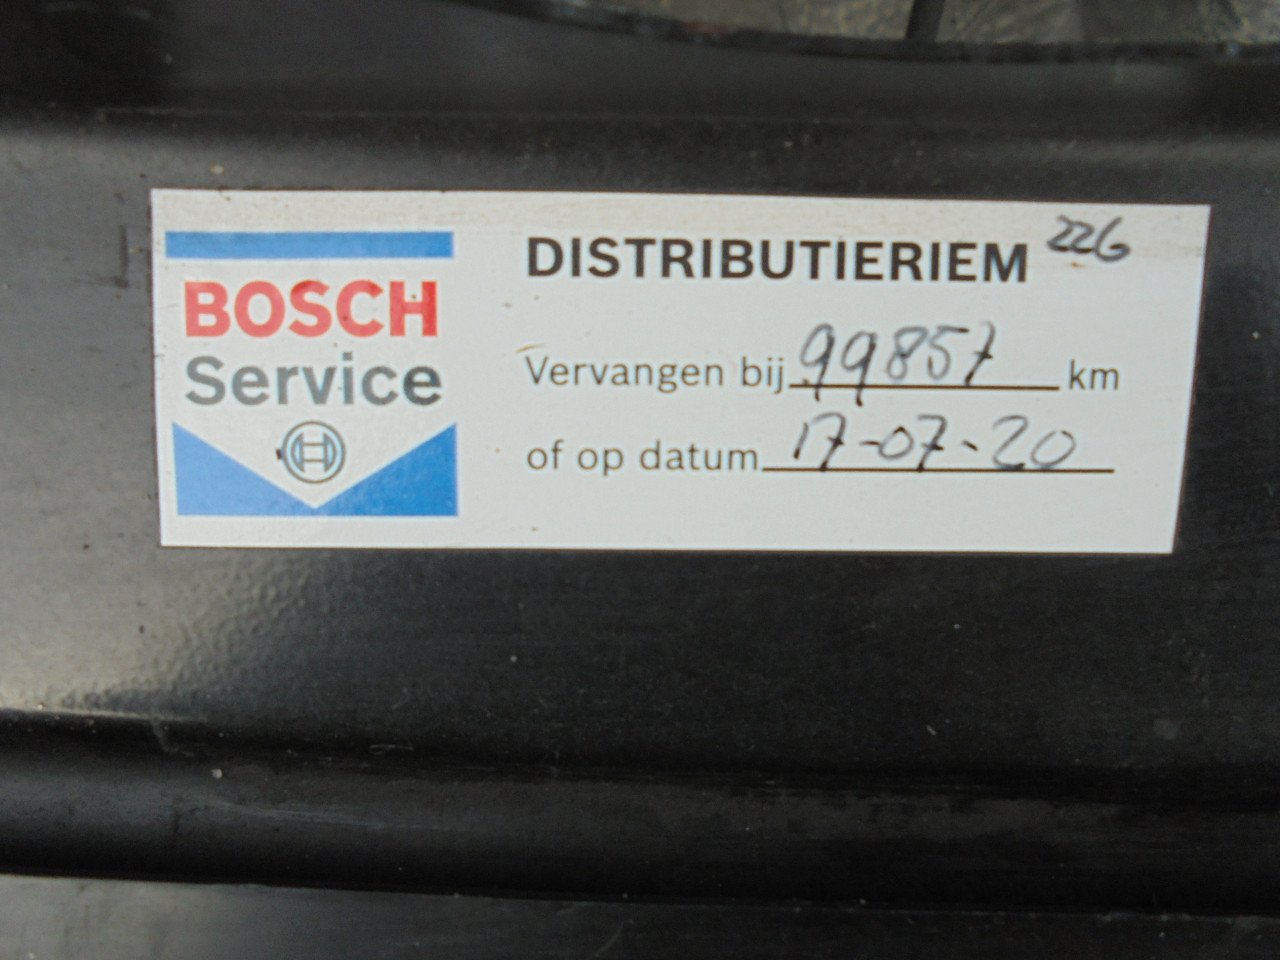 BOSCH
Service
DISTRIBUTIERIEM 226
Vervangen bij 99857 km
of op datum 17-07-20